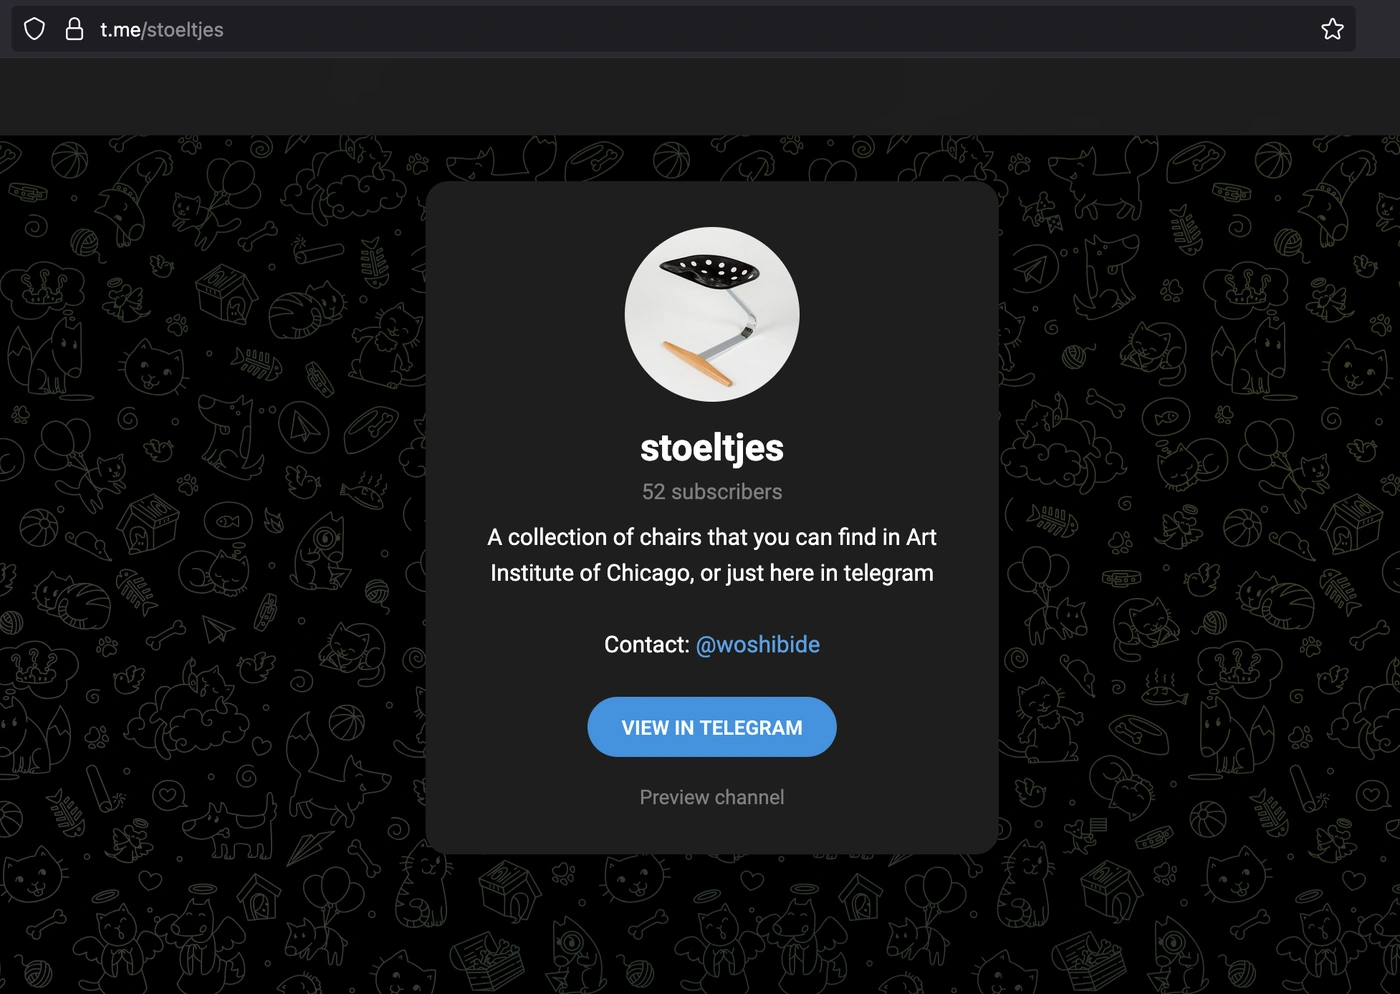 t.me/stoeltjes
stoeltjes
52 subscribers
A collection of chairs that you can find in Art
Institute of Chicago, or just here in telegram
Contact: @woshibide
VIEW IN TELEGRAM
Preview channel